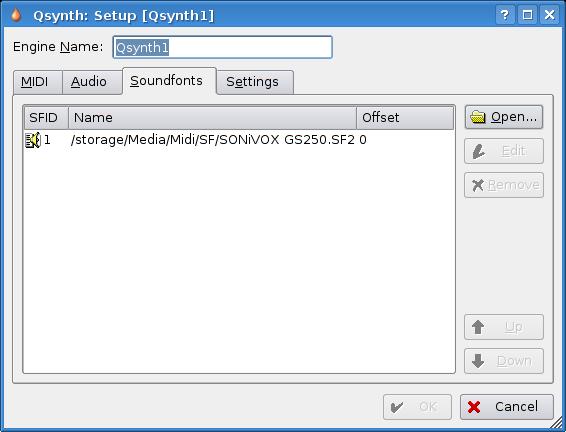 Qsynth: Setup [Qsynth1]
Engine Name: Qsynth1
MIDI Audio Soundfonts Settings
SFID Name Offset
1 /storage/Media/Midi/SF/SONiVOX GS250.SF2 0
Open...
Edit
Remove
Up
Down
OK Cancel